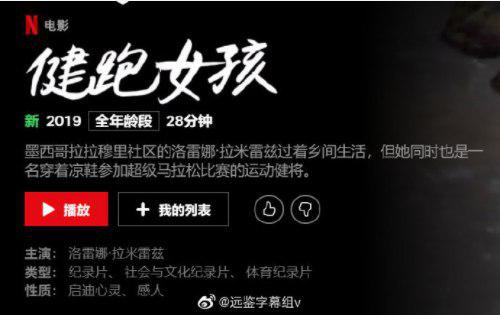 N 电影
健跑女孩
新 2019 全年龄段 28分钟
墨西哥拉拉穆里社区的洛雷娜·拉米雷兹过着乡间生活，但她同时也是一
名穿着凉鞋参加超级马拉松比赛的运动健将。
播放 我的列表
主演： 洛雷娜·拉米雷兹
类型： 纪录片、 社会与文化纪录片、 体育纪录片
性质： 启迪心灵、 感人
@远鉴字幕组v